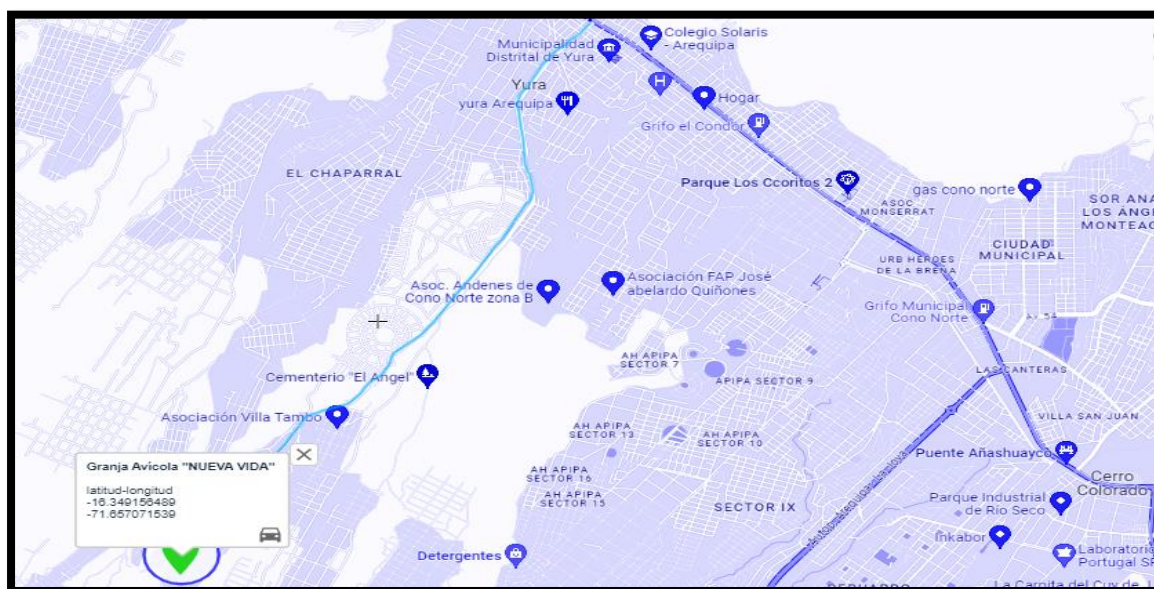 Municipalidad
Distrital de Yura
Colegio Solaris
- Arequipa
Yura
yura Arequipa
Hogar
Grifo el Condor
EL CHAPARRAL
Parque Los Ccoritos 2
gas cono norte
ASOC
MONSERRAT
SOR ANA
LOS ÁNG
MONTEAG
CIUDAD
MUNICIPAL
URB HEROES
DE LA BREÑA
Asoc. Andenes de
Cono Norte zona B
Asociación FAP José
abelardo Quiñones
Grifo Municipal
Cono Norte
Av. 54
AH APIPA
SECTOR 7
LAS CANTERAS
Cementerio "El Angel"
APIPA SECTOR 9
Asociación Villa Tambo
VILLA SAN JUAN
AH APIPA
SECTOR 13
AH APIPA
SECTOR 10
Puente Añashuayco
Granja Avicola "NUEVA VIDA"
latitud-longitud
-16.349156489
-71.657071539
AH APIPA
SECTOR 16
AH APIPA
SECTOR 15
Cerro
Colorado
SECTOR IX
Parque Industrial
de Río Seco
Inkabor
Detergentes
Laboratorio
Portugal SR
La Carpita del Cuy de